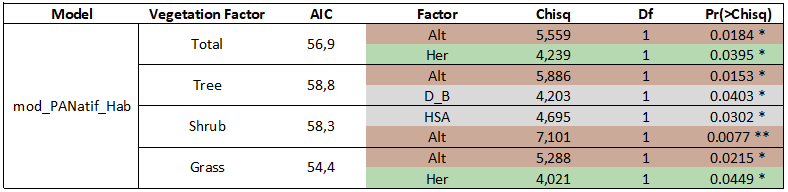 Model Vegetation Factor AIC Factor Chisq Df Pr(>Chisq)
mod_PANatif_Hab
Total 56,9
Alt 5,559 1 0.0184 *
Her 4,239 1 0.0395 *
Tree 58,8
Alt 5,886 1 0.0153 *
D_B 4,203 1 0.0403 *
Shrub 58,3
HSA 4,695 1 0.0302 *
Alt 7,101 1 0.0077 **
Grass 54,4
Alt 5,288 1 0.0215 *
Her 4,021 1 0.0449 *